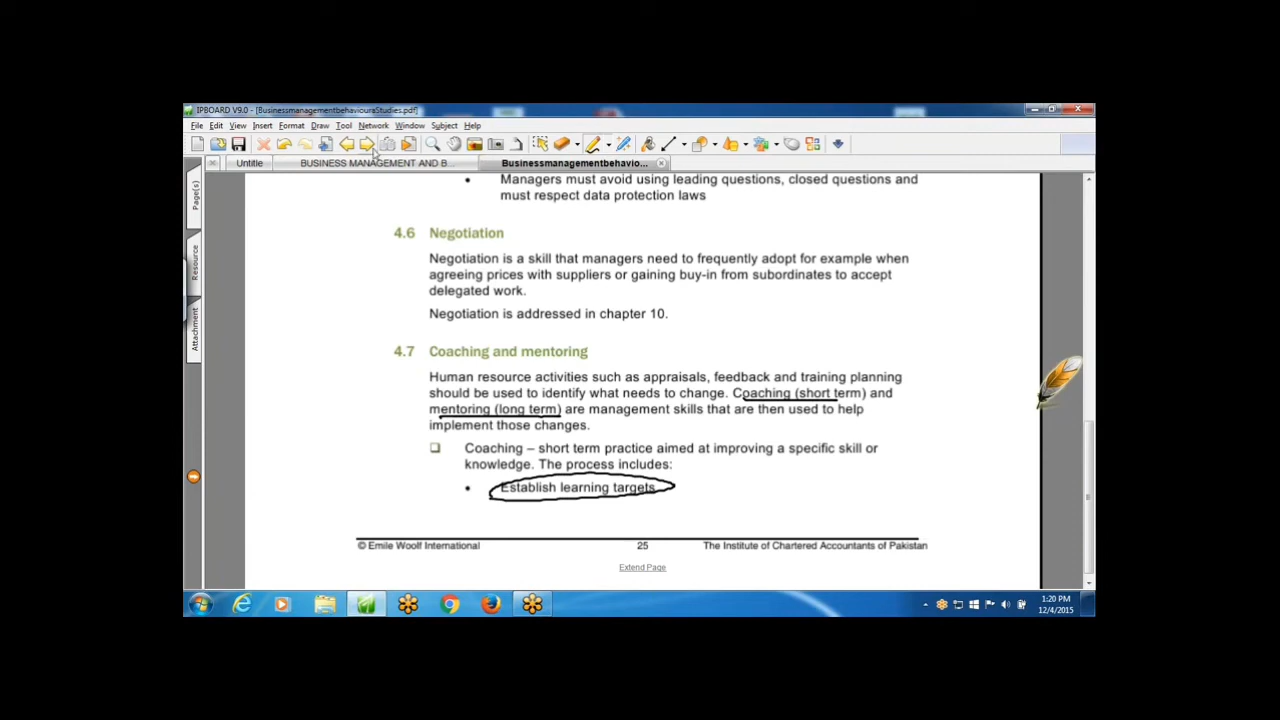 IPBOARD V9.0 - [BusinessmanagementbehaviouraStudies.pdf]
File Edit View Insert Format Draw Tool Network Window Subject Help
Untitle BUSINESS MANAGEMENT AND B... Businessmanagementbehavio...
Page(s)
Resource
Attachment
• Managers must avoid using leading questions, closed questions and
must respect data protection laws
4.6 Negotiation
Negotiation is a skill that managers need to frequently adopt for example when
agreeing prices with suppliers or gaining buy-in from subordinates to accept
delegated work.
Negotiation is addressed in chapter 10.
4.7 Coaching and mentoring
Human resource activities such as appraisals, feedback and training planning
should be used to identify what needs to change. Coaching (short term) and
mentoring (long term) are management skills that are then used to help
implement those changes.
Coaching – short term practice aimed at improving a specific skill or
knowledge. The process includes:
• Establish learning targets
© Emile Woolf International 25 The Institute of Chartered Accountants of Pakistan
Extend Page
1:20 PM
12/4/2015